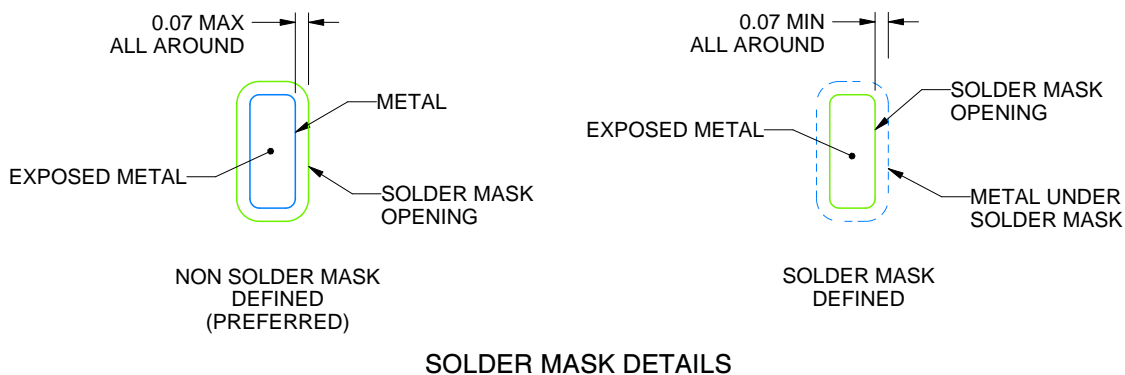 0.07 MAX
ALL AROUND
METAL
EXPOSED METAL
SOLDER MASK
OPENING
NON SOLDER MASK
DEFINED
(PREFERRED)
0.07 MIN
ALL AROUND
SOLDER MASK
OPENING
EXPOSED METAL
METAL UNDER
SOLDER MASK
SOLDER MASK
DEFINED
SOLDER MASK DETAILS